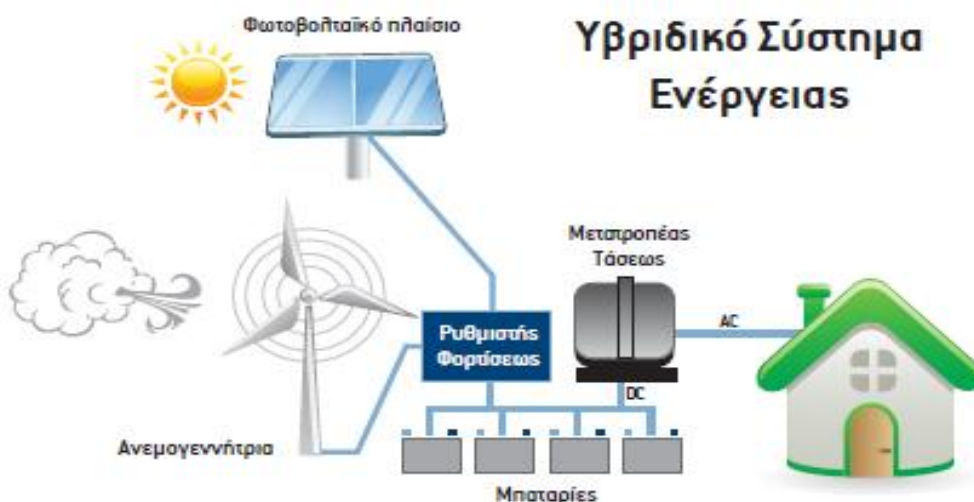 Φωτοβολταϊκό πλαίσιο
Υβριδικό Σύστημα
Ενέργειας
Μετατροπέας
Τάσεως
Ρυθμιστής
Φορτίσεως
AC
DC
Ανεμογεννήτρια
Μπαταρίες